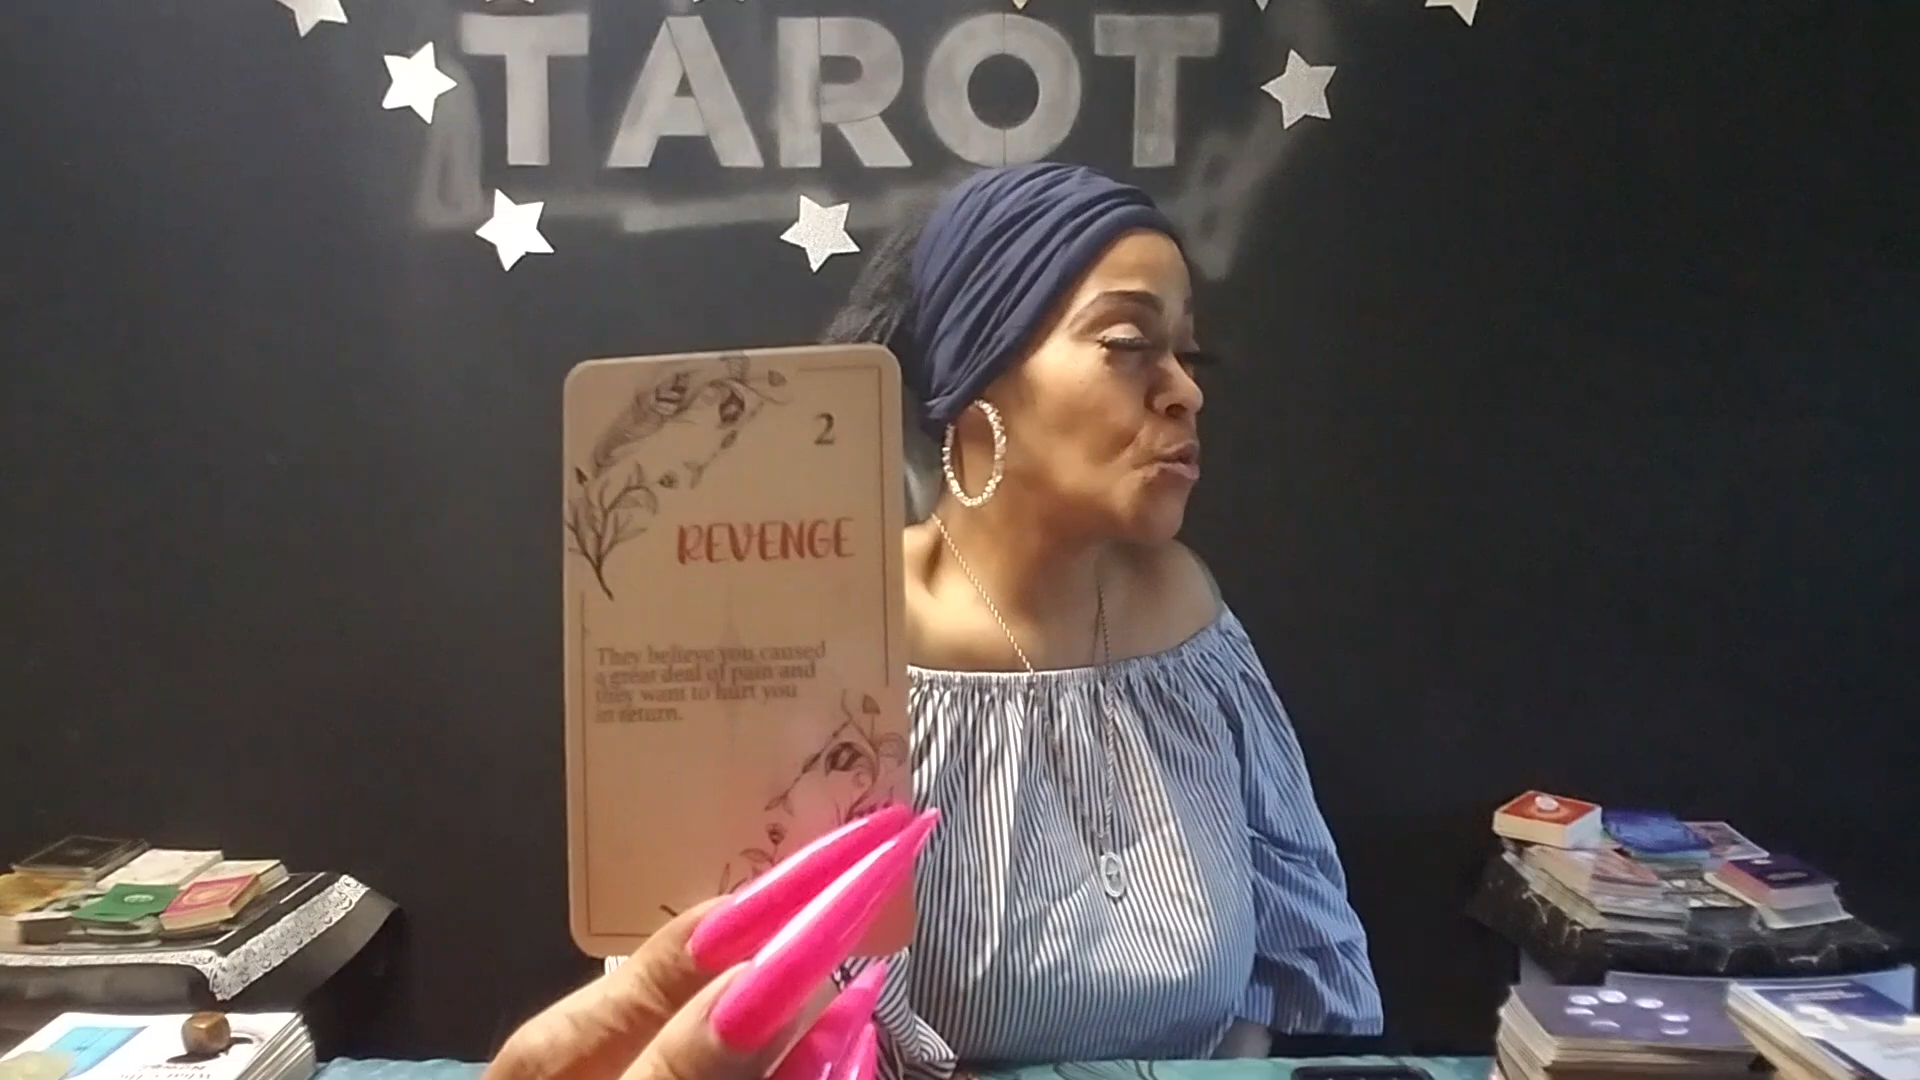 TAROT
2
REVENGE
They believe you caused
a great deal of pain and
they want to hurt you
in return.